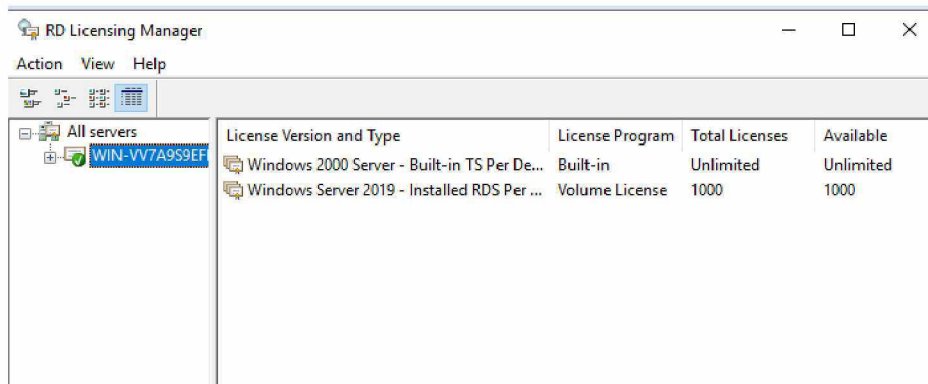 RD Licensing Manager
Action View Help
All servers
WIN-VV7A9S9EF
License Version and Type License Program Total Licenses Available
Windows 2000 Server - Built-in TS Per De... Built-in Unlimited Unlimited
Windows Server 2019 - Installed RDS Per ... Volume License 1000 1000